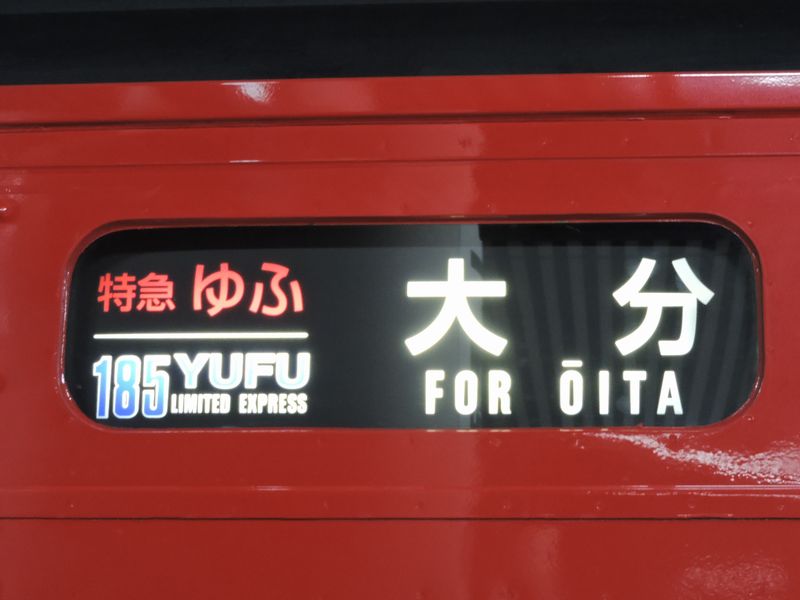 特急 ゆふ
185 YUFU
LIMITED EXPRESS
大 分
FOR ŌITA